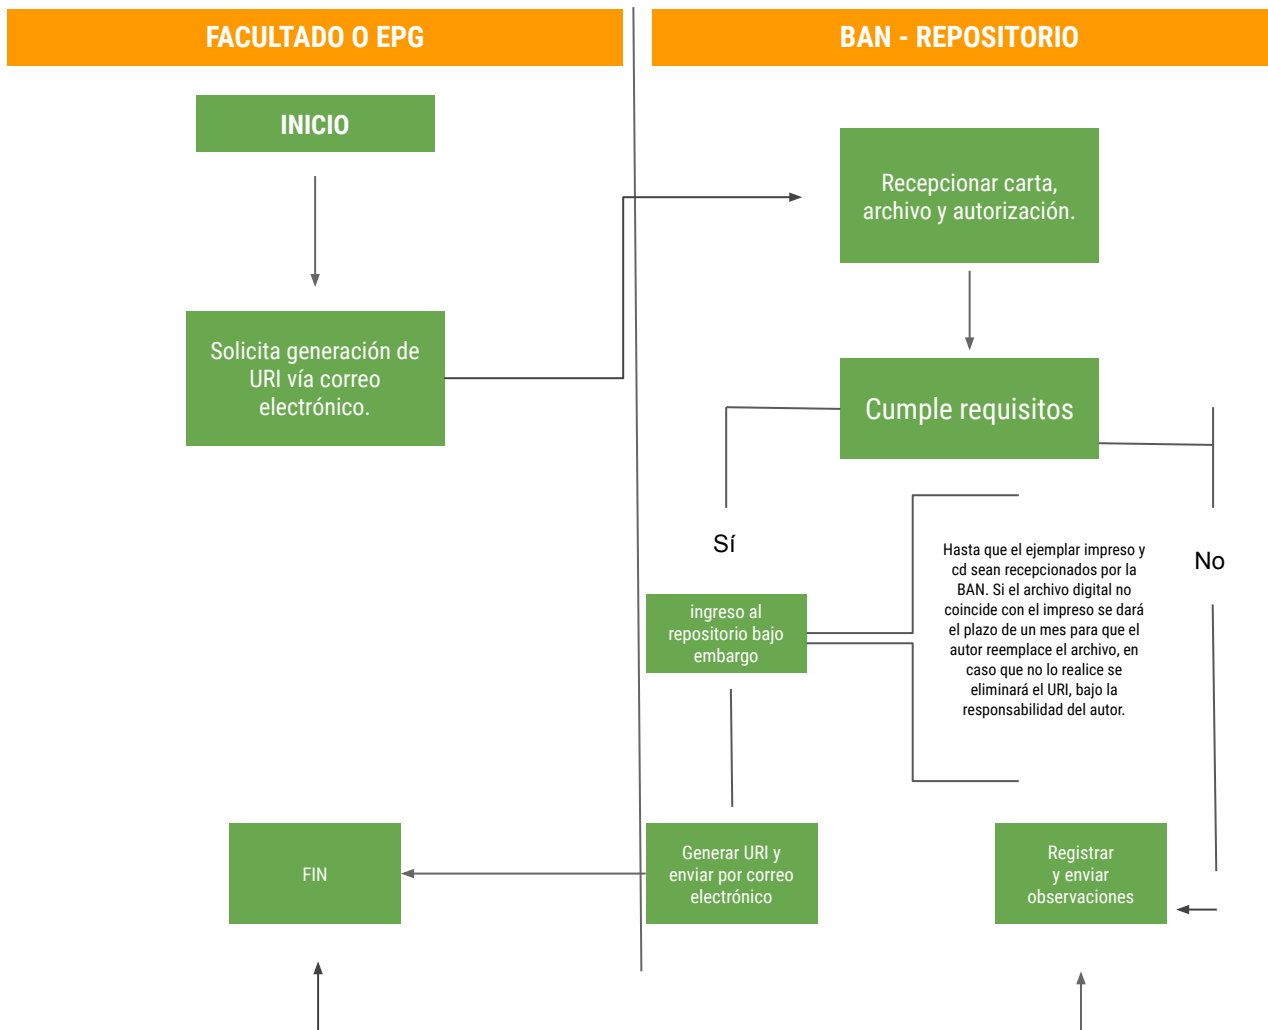 FACULTADO O EPG
BAN - REPOSITORIO
INICIO
Recepcionar carta,
archivo y autorización.
Solicita generación de
URI vía correo
electrónico.
Cumple requisitos
Sí
No
Hasta que el ejemplar impreso y
cd sean recepcionados por la
BAN. Si el archivo digital no
coincide con el impreso se dará
el plazo de un mes para que el
autor reemplace el archivo, en
caso que no lo realice se
eliminará el URI, bajo la
responsabilidad del autor.
ingreso al
repositorio bajo
embargo
FIN
Generar URI y
enviar por correo
electrónico
Registrar
y enviar
observaciones